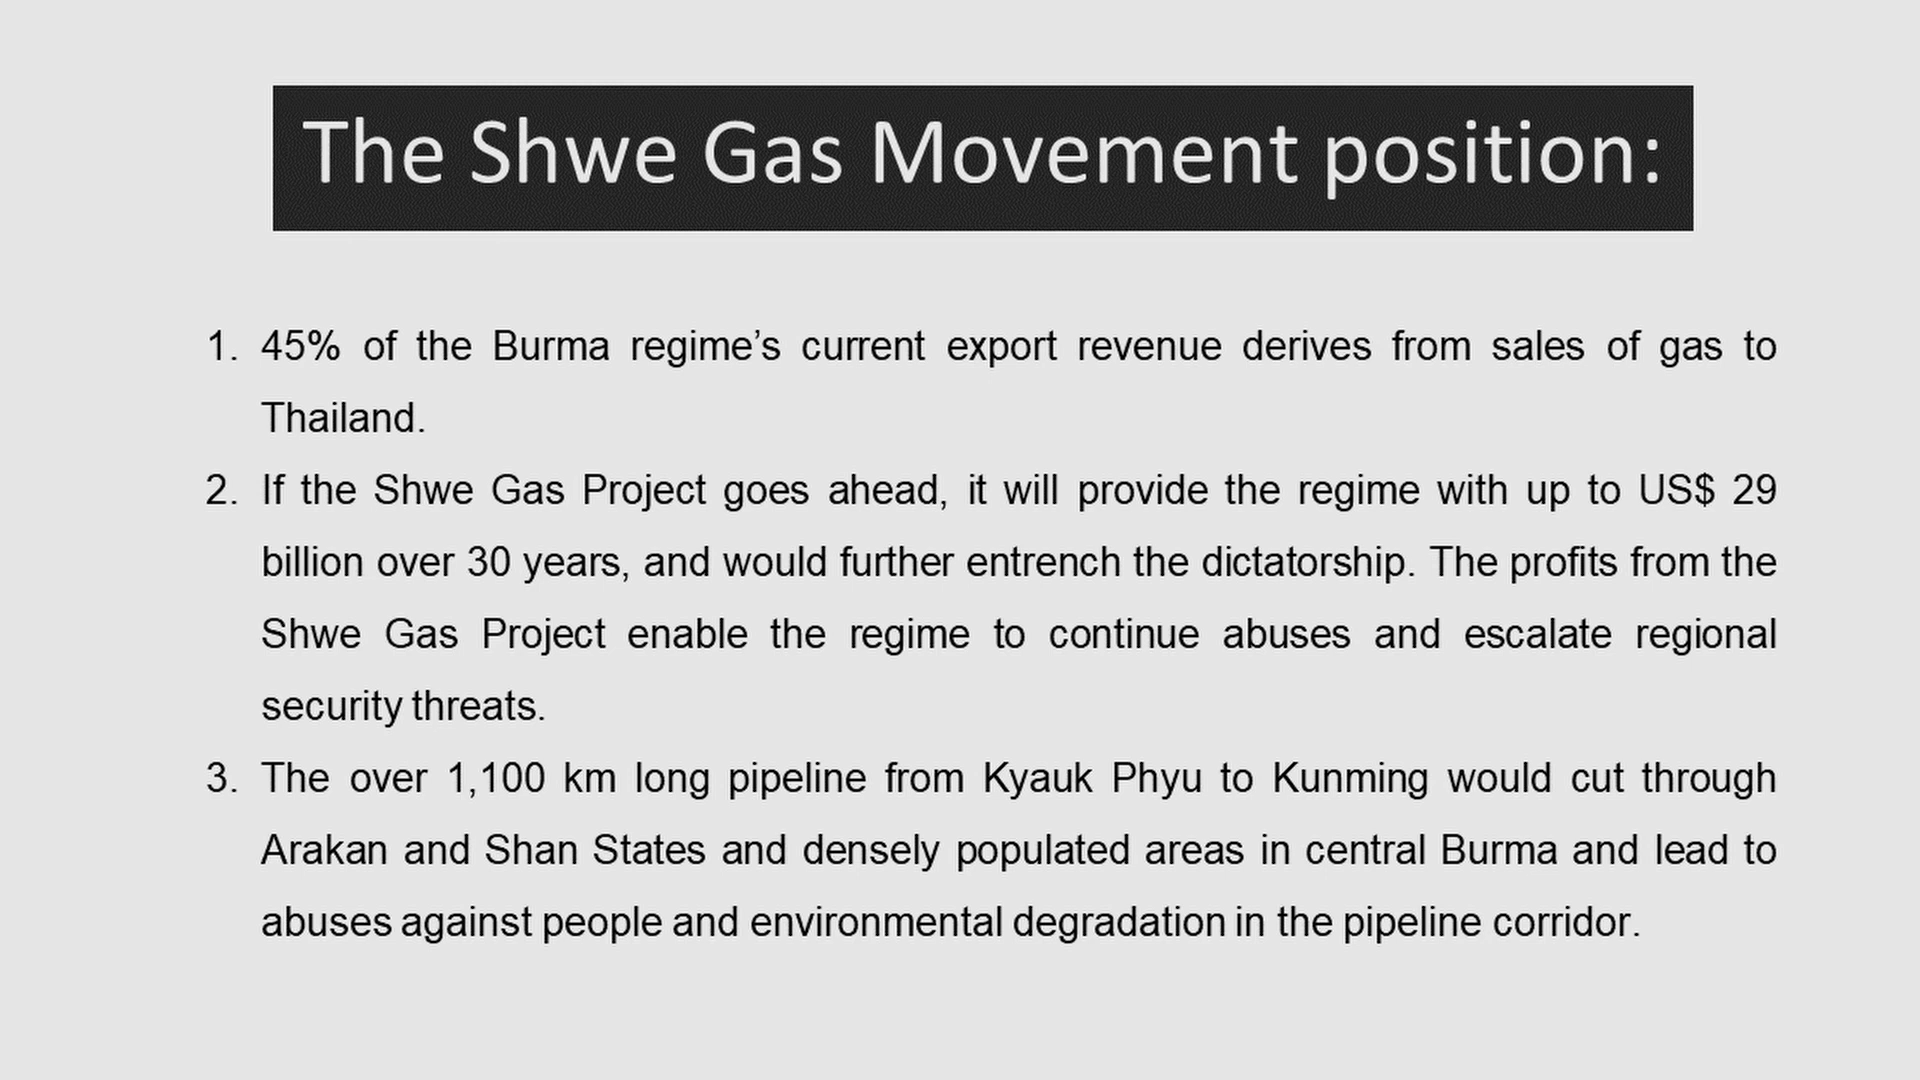 The Shwe Gas Movement position:
1. 45% of the Burma regime’s current export revenue derives from sales of gas to
Thailand.
2. If the Shwe Gas Project goes ahead, it will provide the regime with up to US$ 29
billion over 30 years, and would further entrench the dictatorship. The profits from the
Shwe Gas Project enable the regime to continue abuses and escalate regional
security threats.
3. The over 1,100 km long pipeline from Kyauk Phyu to Kunming would cut through
Arakan and Shan States and densely populated areas in central Burma and lead to
abuses against people and environmental degradation in the pipeline corridor.